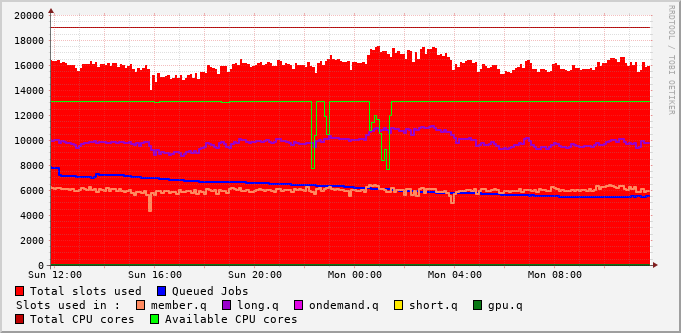 20000
18000
16000
14000
12000
10000
8000
6000
4000
2000
0
Sun 12:00 Sun 16:00 Sun 20:00 Mon 00:00 Mon 04:00 Mon 08:00
Total slots used Queued Jobs
Slots used in : member.q long.q ondemand.q short.q gpu.q
Total CPU cores Available CPU cores
RRDTOOL / TOBI OETIKER